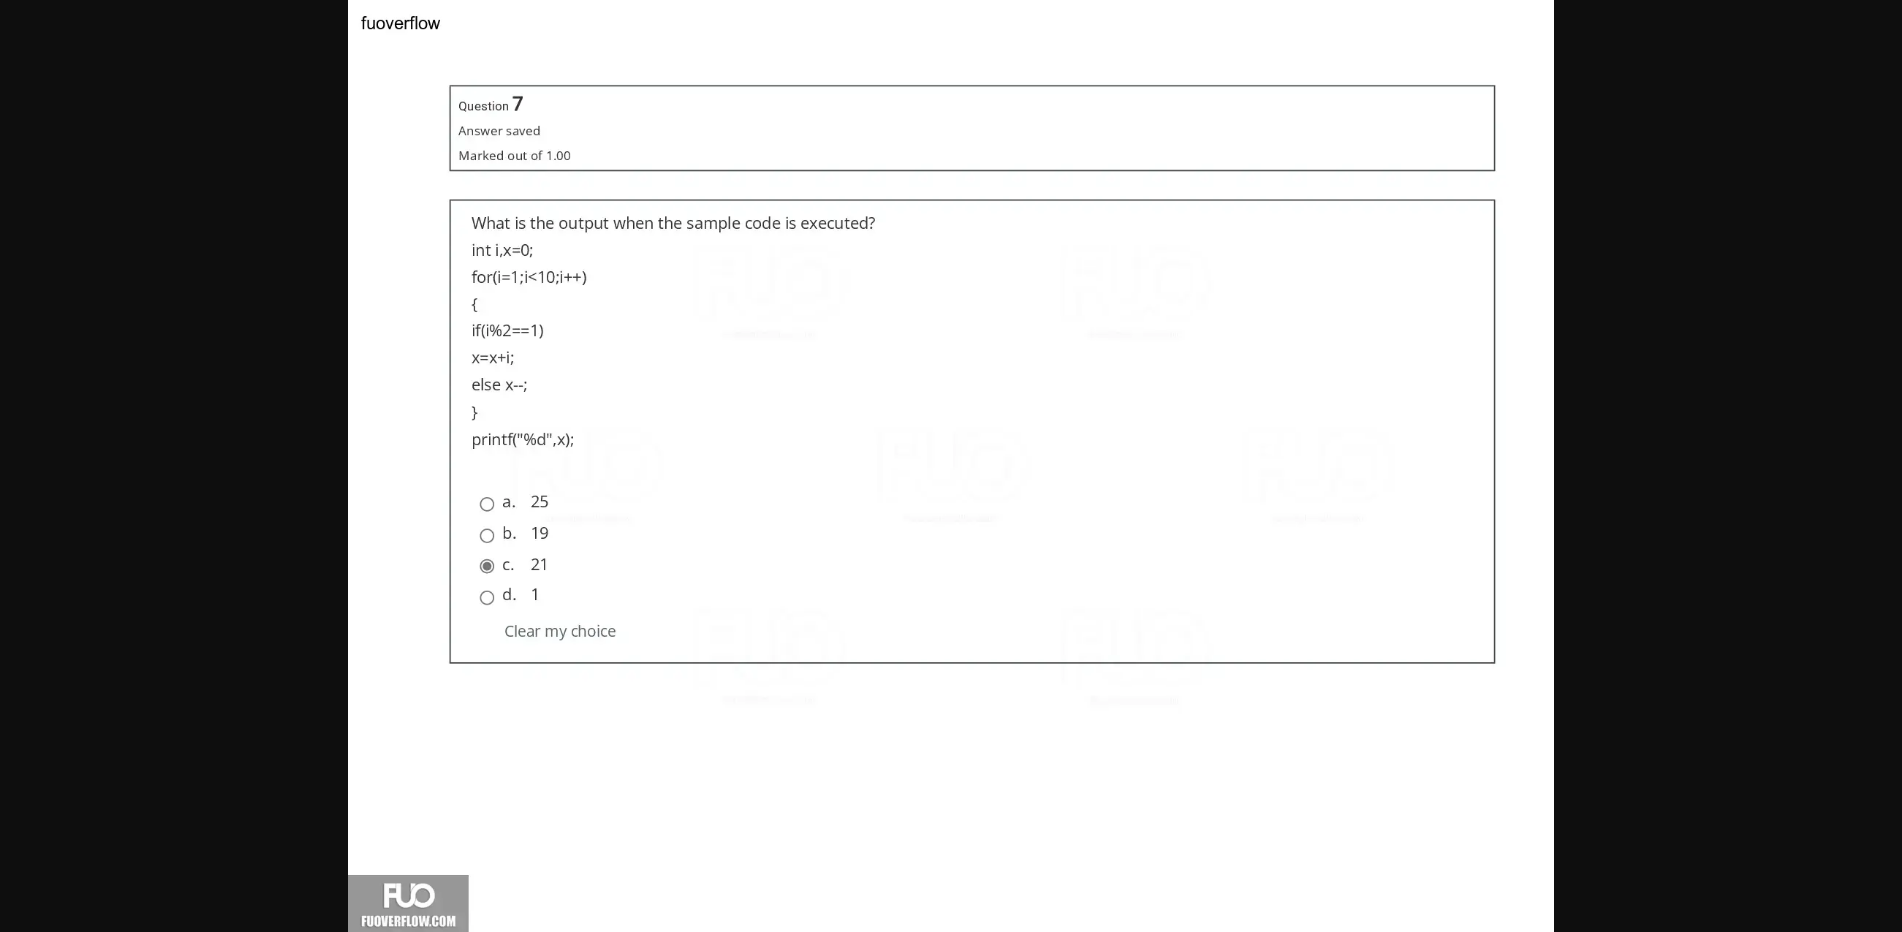 fuoverflow
Question 7
Answer saved
Marked out of 1.00
What is the output when the sample code is executed?
int i,x=0;
for(i=1;i<10;i++)
{
if(i%2==1)
x=x+i;
else x--;
}
printf("%d",x);
a. 25
b. 19
c. 21
d. 1
Clear my choice
FUO
FUOVERFLOW.COM